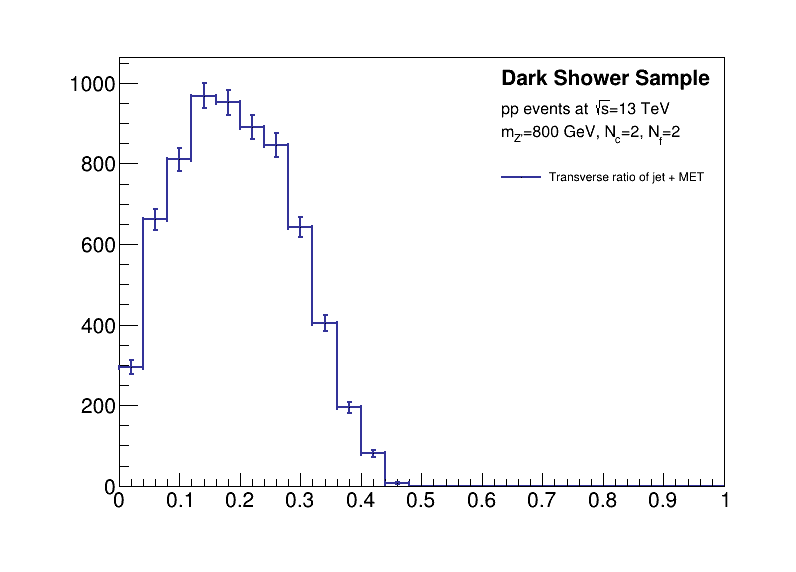 Dark Shower Sample
pp events at √s=13 TeV
m_Z'=800 GeV, N_c=2, N_f=2
Transverse ratio of jet + MET
1000
800
600
400
200
0
0 0.1 0.2 0.3 0.4 0.5 0.6 0.7 0.8 0.9 1